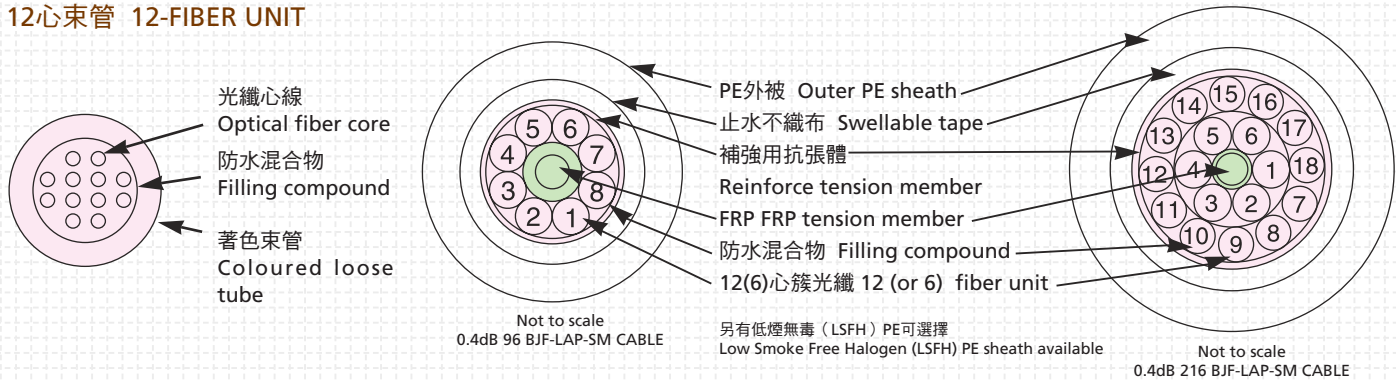 12心束管 12-FIBER UNIT
光纖心線
Optical fiber core
防水混合物
Filling compound
著色束管
Coloured loose
tube
5 6
4 7
3 8
2 1
Not to scale
0.4dB 96 BJF-LAP-SM CABLE
PE外被 Outer PE sheath
止水不織布 Swellable tape
補強用抗張體
Reinforce tension member
FRP FRP tension member
防水混合物 Filling compound
12(6)心簇光纖 12 (or 6) fiber unit
另有低煙無毒（LSFH）PE可選擇
Low Smoke Free Halogen (LSFH) PE sheath available
15
14 16
13 5 6 17
12 4 1 18
11 3 2 7
10 9 8
Not to scale
0.4dB 216 BJF-LAP-SM CABLE